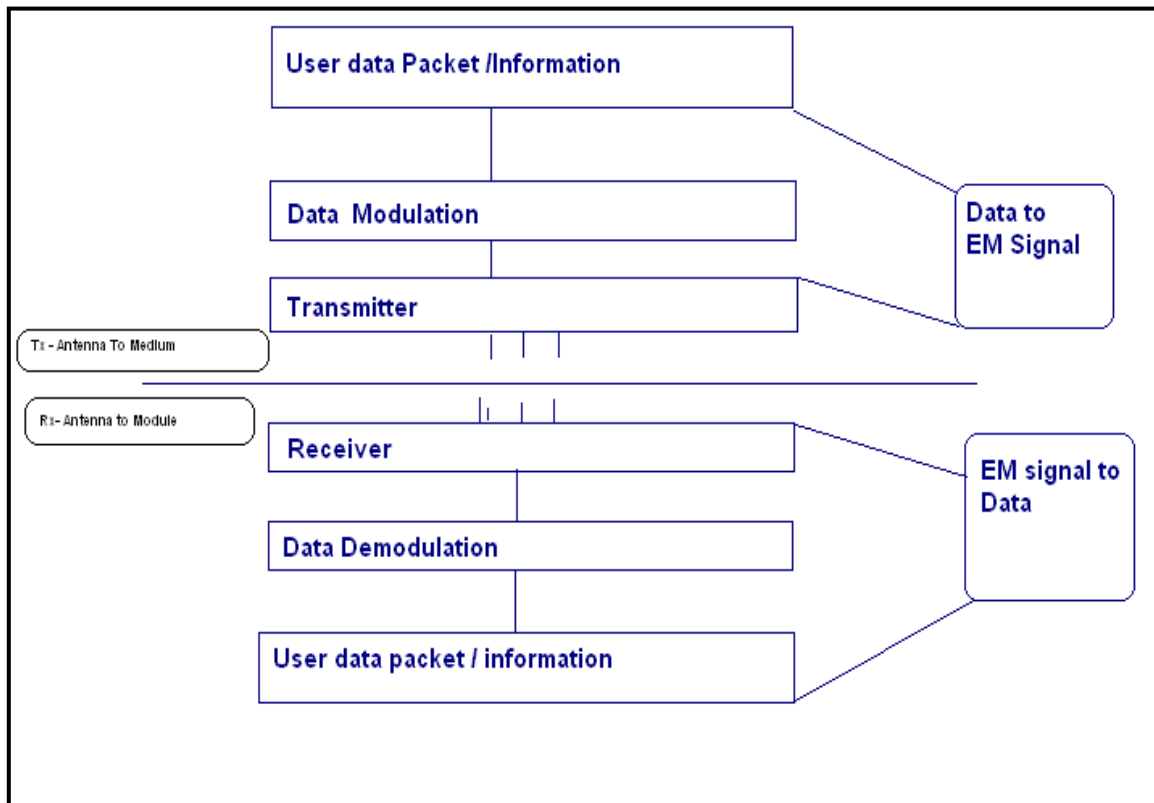 User data Packet /Information
Data Modulation
Data to
EM Signal
Transmitter
Tx - Antenna To Medium
Rx- Antenna to Module
Receiver
EM signal to
Data
Data Demodulation
User data packet / information